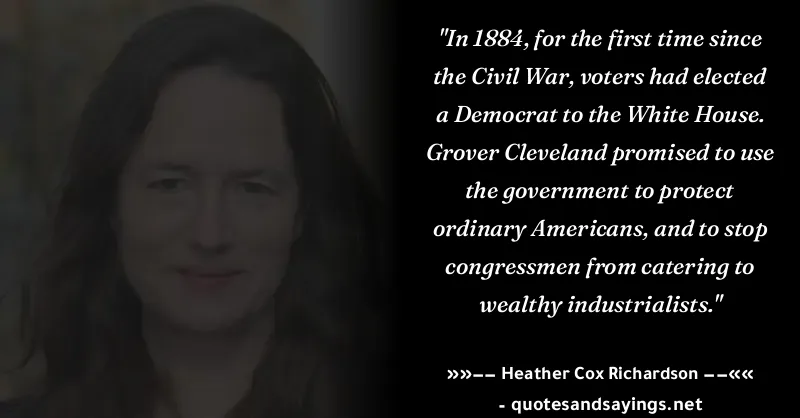 "In 1884, for the first time since
the Civil War, voters had elected
a Democrat to the White House.
Grover Cleveland promised to use
the government to protect
ordinary Americans, and to stop
congressmen from catering to
wealthy industrialists."
»»−− Heather Cox Richardson −−««
- quotesandsayings.net